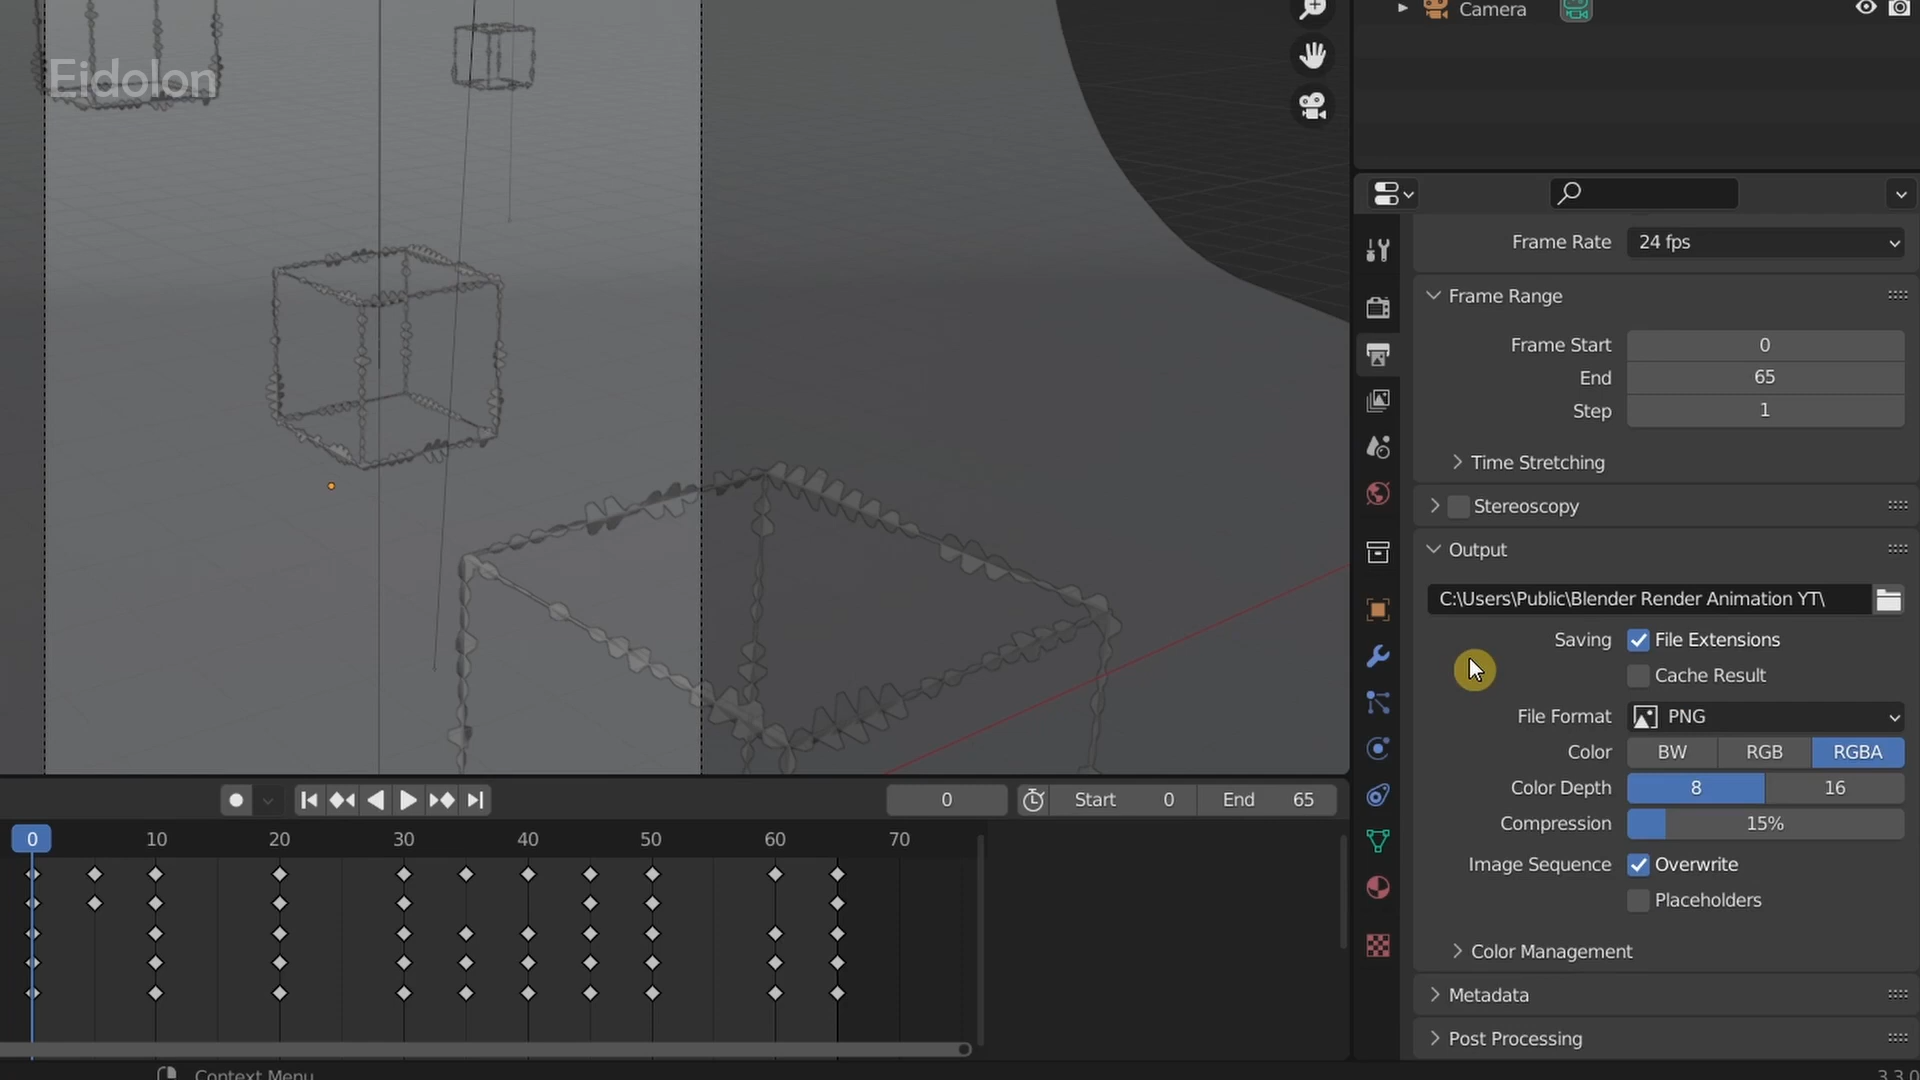 Eidolon
Camera
Frame Rate 24 fps
Frame Range
Frame Start 0
End 65
Step 1
Time Stretching
Stereoscopy
Output
C:\Users\Public\Blender Render Animation YT\
Saving File Extensions
Cache Result
File Format PNG
Color BW RGB RGBA
Color Depth 8 16
Compression 15%
Image Sequence Overwrite
Placeholders
Color Management
Metadata
Post Processing
0 Start 0 End 65
0 10 20 30 40 50 60 70
Context Menu
3.3.0